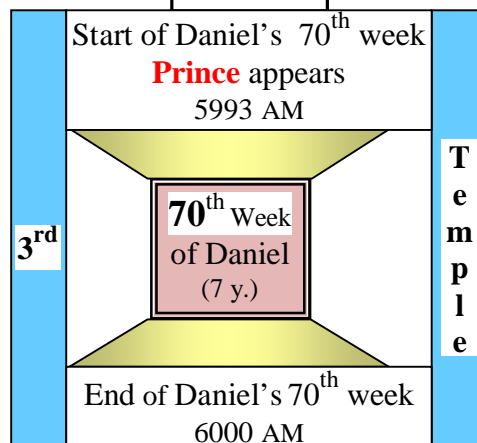 Start of Daniel's 70th week
Prince appears
5993 AM
3rd
70th Week
of Daniel
(7 y.)
Temple
End of Daniel's 70th week
6000 AM